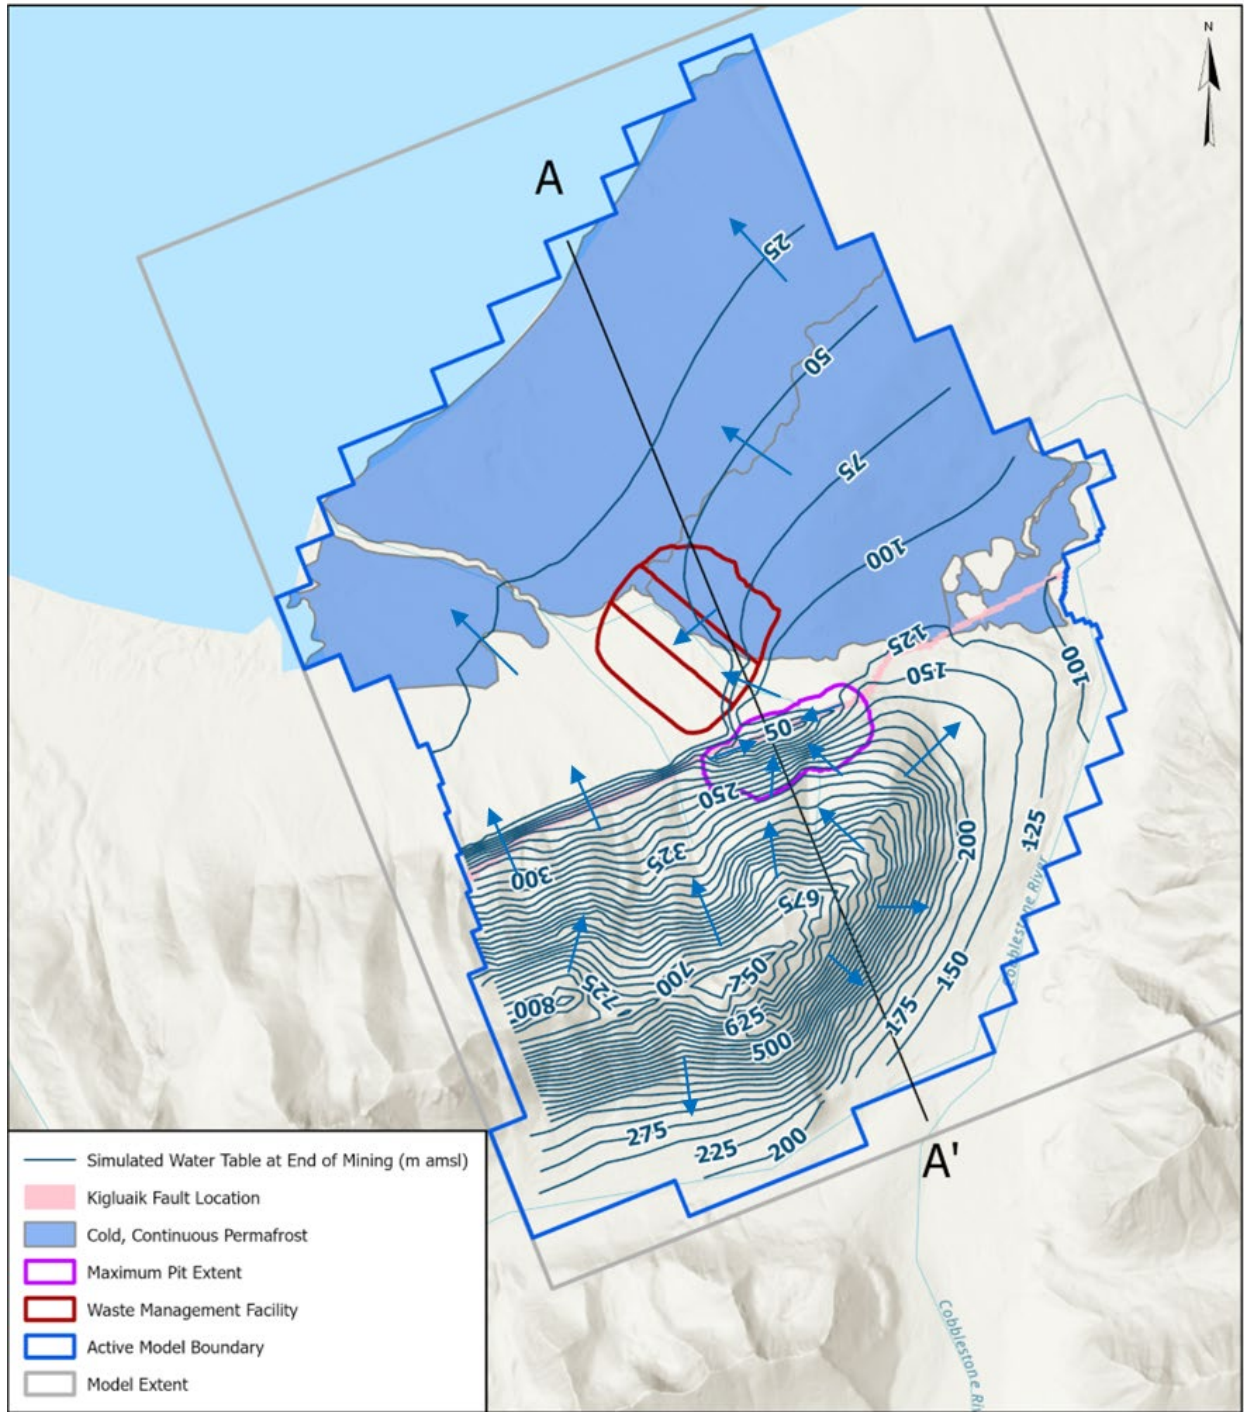 N
A
25
50
75
100
125
150
100
50
250
325
300
675
200
125
Cobblestone River
725
700
750
800
150
625
175
500
275
225
200
A'
Simulated Water Table at End of Mining (m amsl)
Kigluaik Fault Location
Cold, Continuous Permafrost
Maximum Pit Extent
Waste Management Facility
Active Model Boundary
Model Extent
Cobblestone Riv